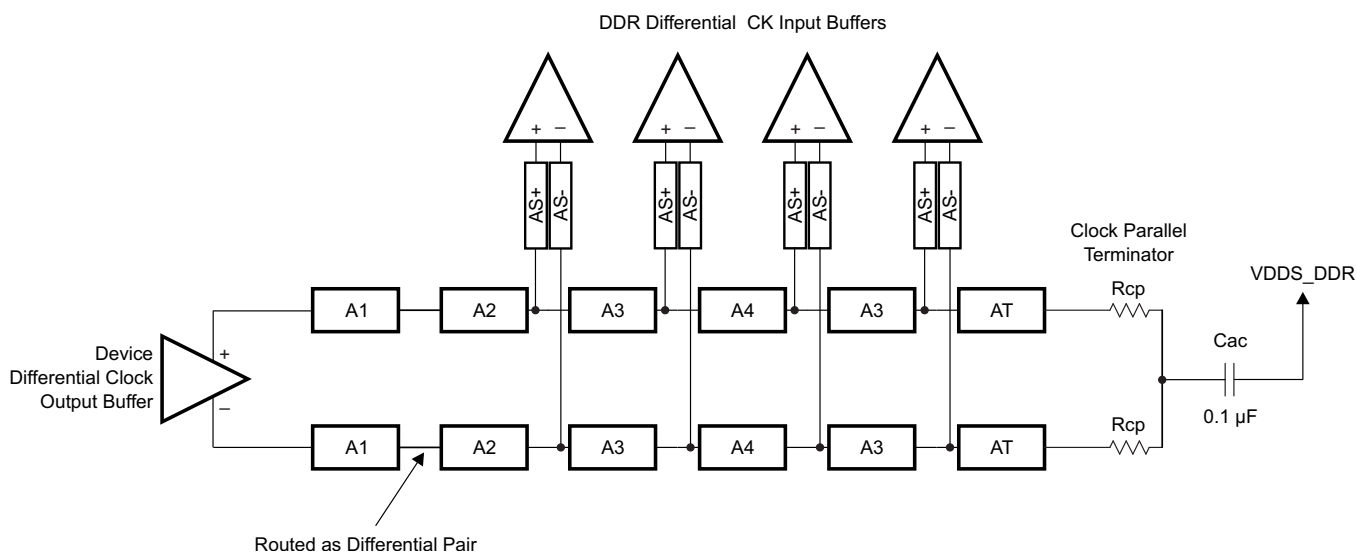 DDR Differential CK Input Buffers
+ − + − + − + −
AS+ AS- AS+ AS- AS+ AS- AS+ AS-
Clock Parallel
Terminator
VDDS_DDR
Rcp
A1 A2 A3 A4 A3 AT
Cac
Device
Differential Clock
Output Buffer
+
−
0.1 µF
Rcp
A1 A2 A3 A4 A3 AT
Routed as Differential Pair